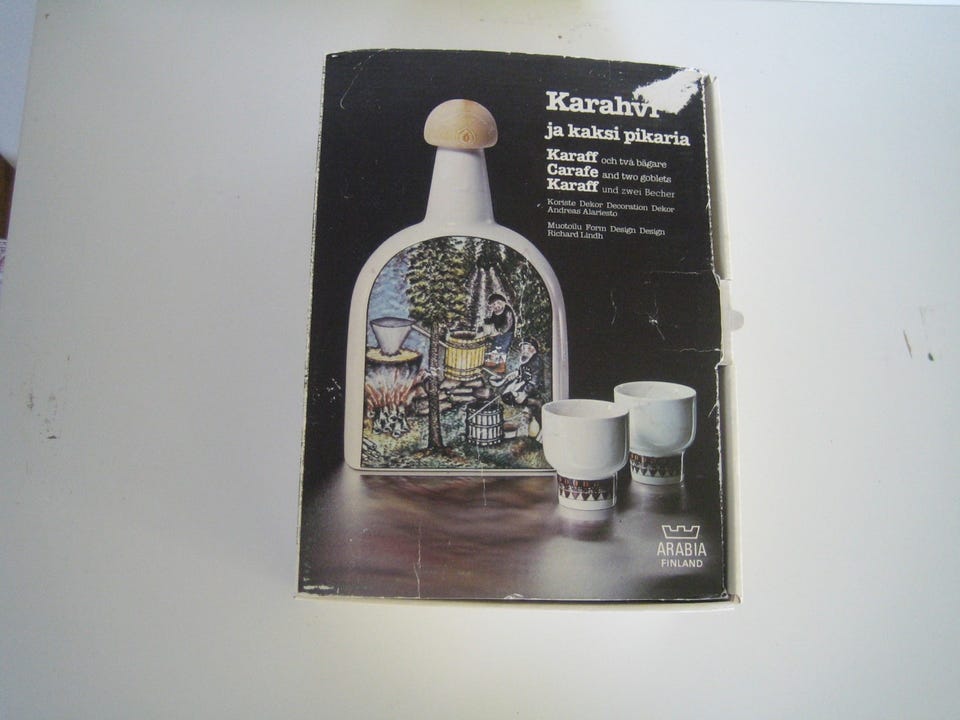 Karahvi
ja kaksi pikaria
Karaff och två bägare
Carafe and two goblets
Karaff und zwei Becher
Koriste Dekor Decoration Dekor
Andreas Alariesto
Muotoilu Form Design Design
Richard Lindh
ARABIA
FINLAND